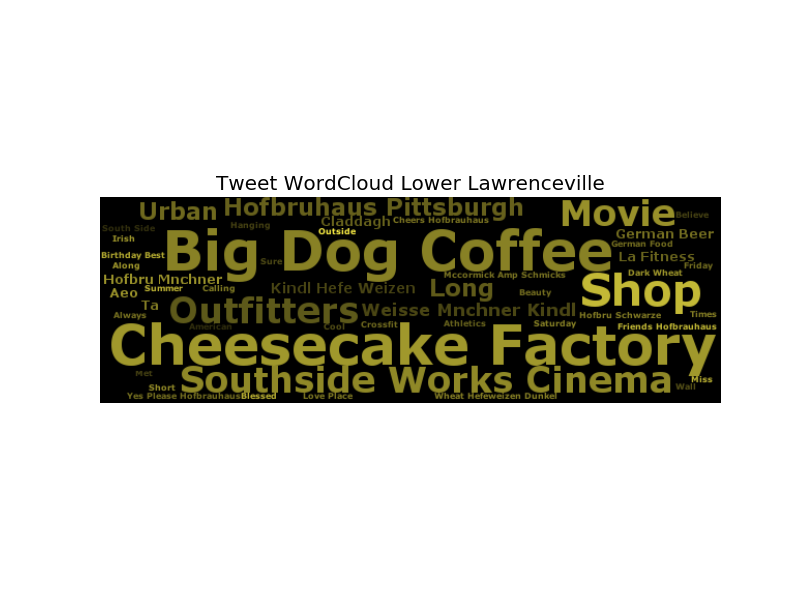 Tweet WordCloud Lower Lawrenceville
Urban Hofbruhaus Pittsburgh Movie Believe
South Side Hanging Claddagh Cheers Hofbrauhaus
Irish Outside German Beer
Big Dog Coffee German Food
Birthday Best Sure La Fitness
Along Friday
Hofbru Mnchner Mccormick Amp Schmicks Dark Wheat
Aeo Summer Calling Kindl Hefe Weizen Long Beauty Shop
Ta Outfitters Weisse Mnchner Kindl
Always Hofbru Schwarze Times
American Cool Crossfit Athletics Saturday Friends Hofbrauhaus
Cheesecake Factory
Met Southside Works Cinema Miss
Short Wall
Yes Please Hofbrauhaus Blessed Love Place Wheat Hefeweizen Dunkel